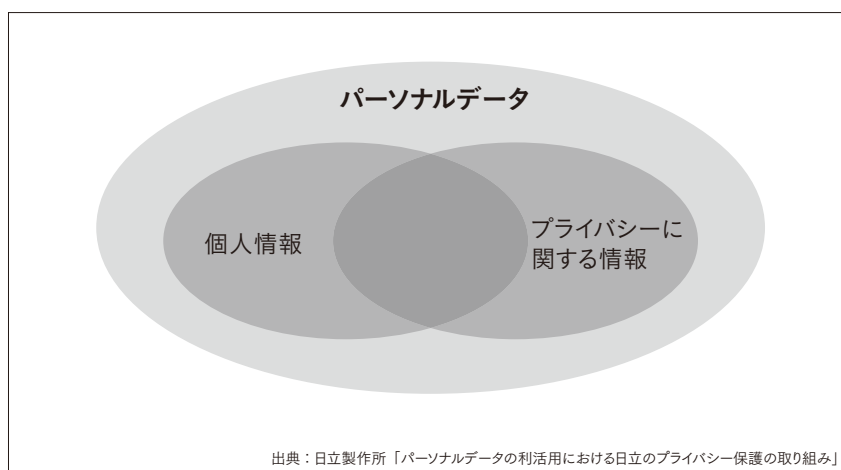 パーソナルデータ
個人情報
プライバシーに
関する情報
出典：日立製作所「パーソナルデータの利活用における日立のプライバシー保護の取り組み」